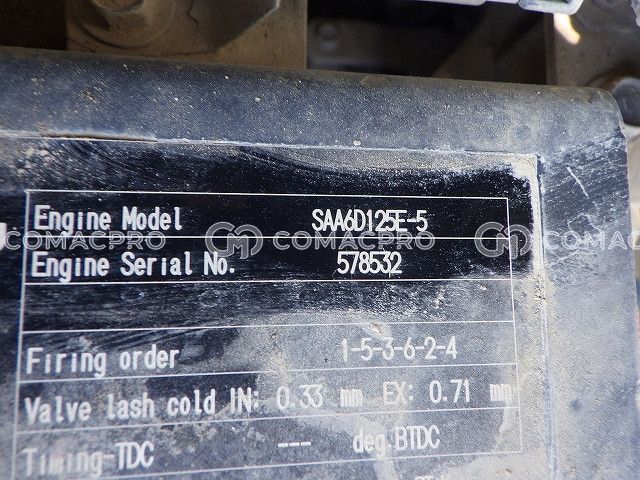 Engine Model SAA6D125E-5
COMACPRO COMACPRO
Engine Serial No. 578532
Firing order 1-5-3-6-2-4
Valve lash cold IN: 0.33 mm EX: 0.71 mm
Timing-TDC --- deg.BTDC